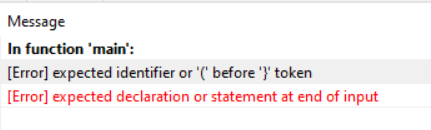 Message
In function 'main':
[Error] expected identifier or '(' before '}' token
[Error] expected declaration or statement at end of input